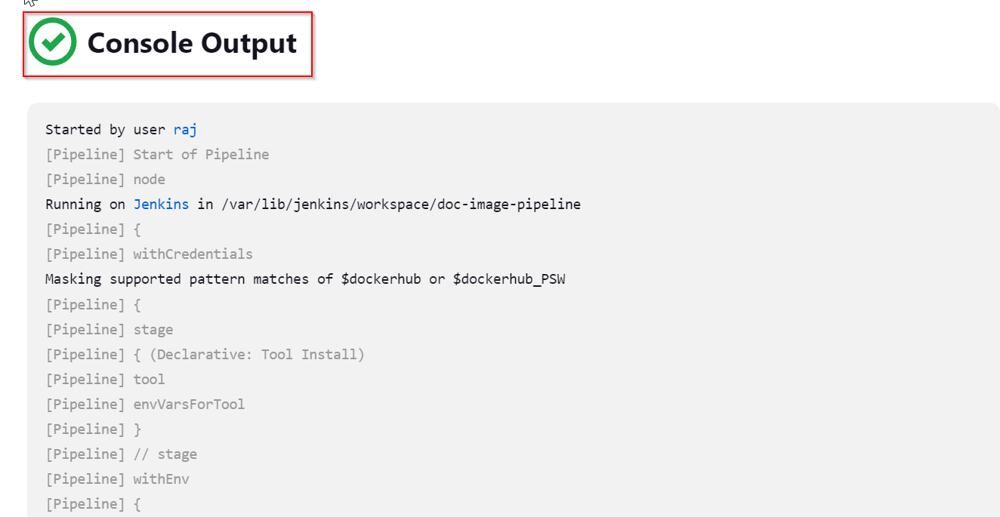 Console Output
Started by user raj
[Pipeline] Start of Pipeline
[Pipeline] node
Running on Jenkins in /var/lib/jenkins/workspace/doc-image-pipeline
[Pipeline] {
[Pipeline] withCredentials
Masking supported pattern matches of $dockerhub or $dockerhub_PSW
[Pipeline] {
[Pipeline] stage
[Pipeline] { (Declarative: Tool Install)
[Pipeline] tool
[Pipeline] envVarsForTool
[Pipeline] }
[Pipeline] // stage
[Pipeline] withEnv
[Pipeline] {